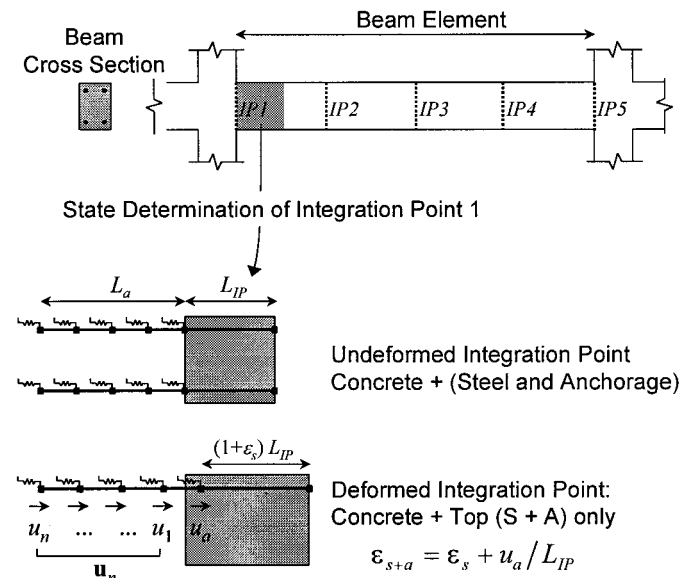 Beam Element
Beam
Cross Section
IP1 IP2 IP3 IP4 IP5
State Determination of Integration Point 1
L_a L_IP
Undeformed Integration Point
Concrete + (Steel and Anchorage)
(1+ε_s) L_IP
Deformed Integration Point:
Concrete + Top (S + A) only
u_n ... ... u_1 u_a
ε_{s+a} = ε_s + u_a / L_IP
u_n